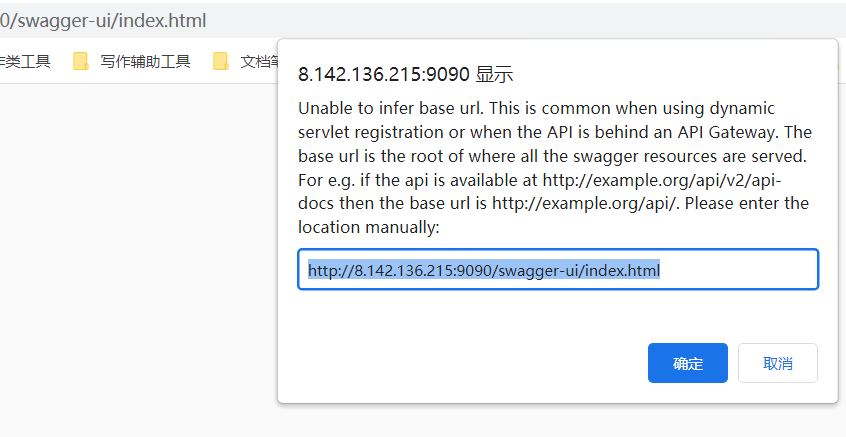 0/swagger-ui/index.html
作类工具 写作辅助工具 文档笔
8.142.136.215:9090 显示
Unable to infer base url. This is common when using dynamic
servlet registration or when the API is behind an API Gateway. The
base url is the root of where all the swagger resources are served.
For e.g. if the api is available at http://example.org/api/v2/api-
docs then the base url is http://example.org/api/. Please enter the
location manually:
http://8.142.136.215:9090/swagger-ui/index.html
确定 取消